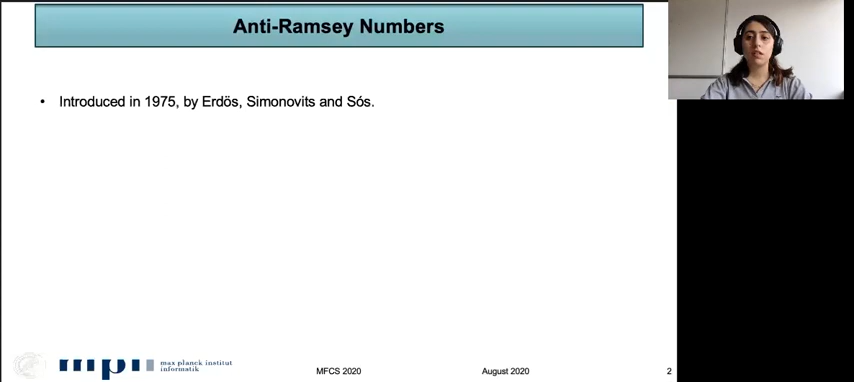 Anti-Ramsey Numbers
• Introduced in 1975, by Erdös, Simonovits and Sós.
max planck institut
informatik
MFCS 2020
August 2020
2